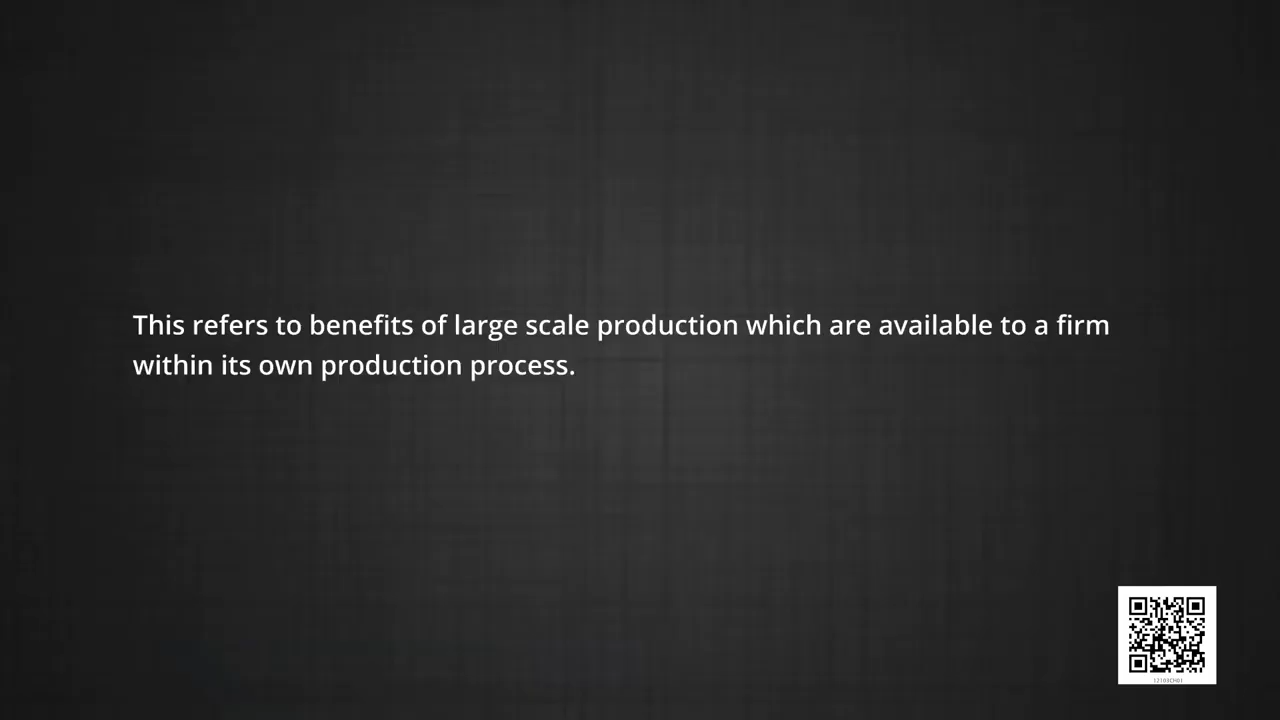 This refers to benefits of large scale production which are available to a firm
within its own production process.